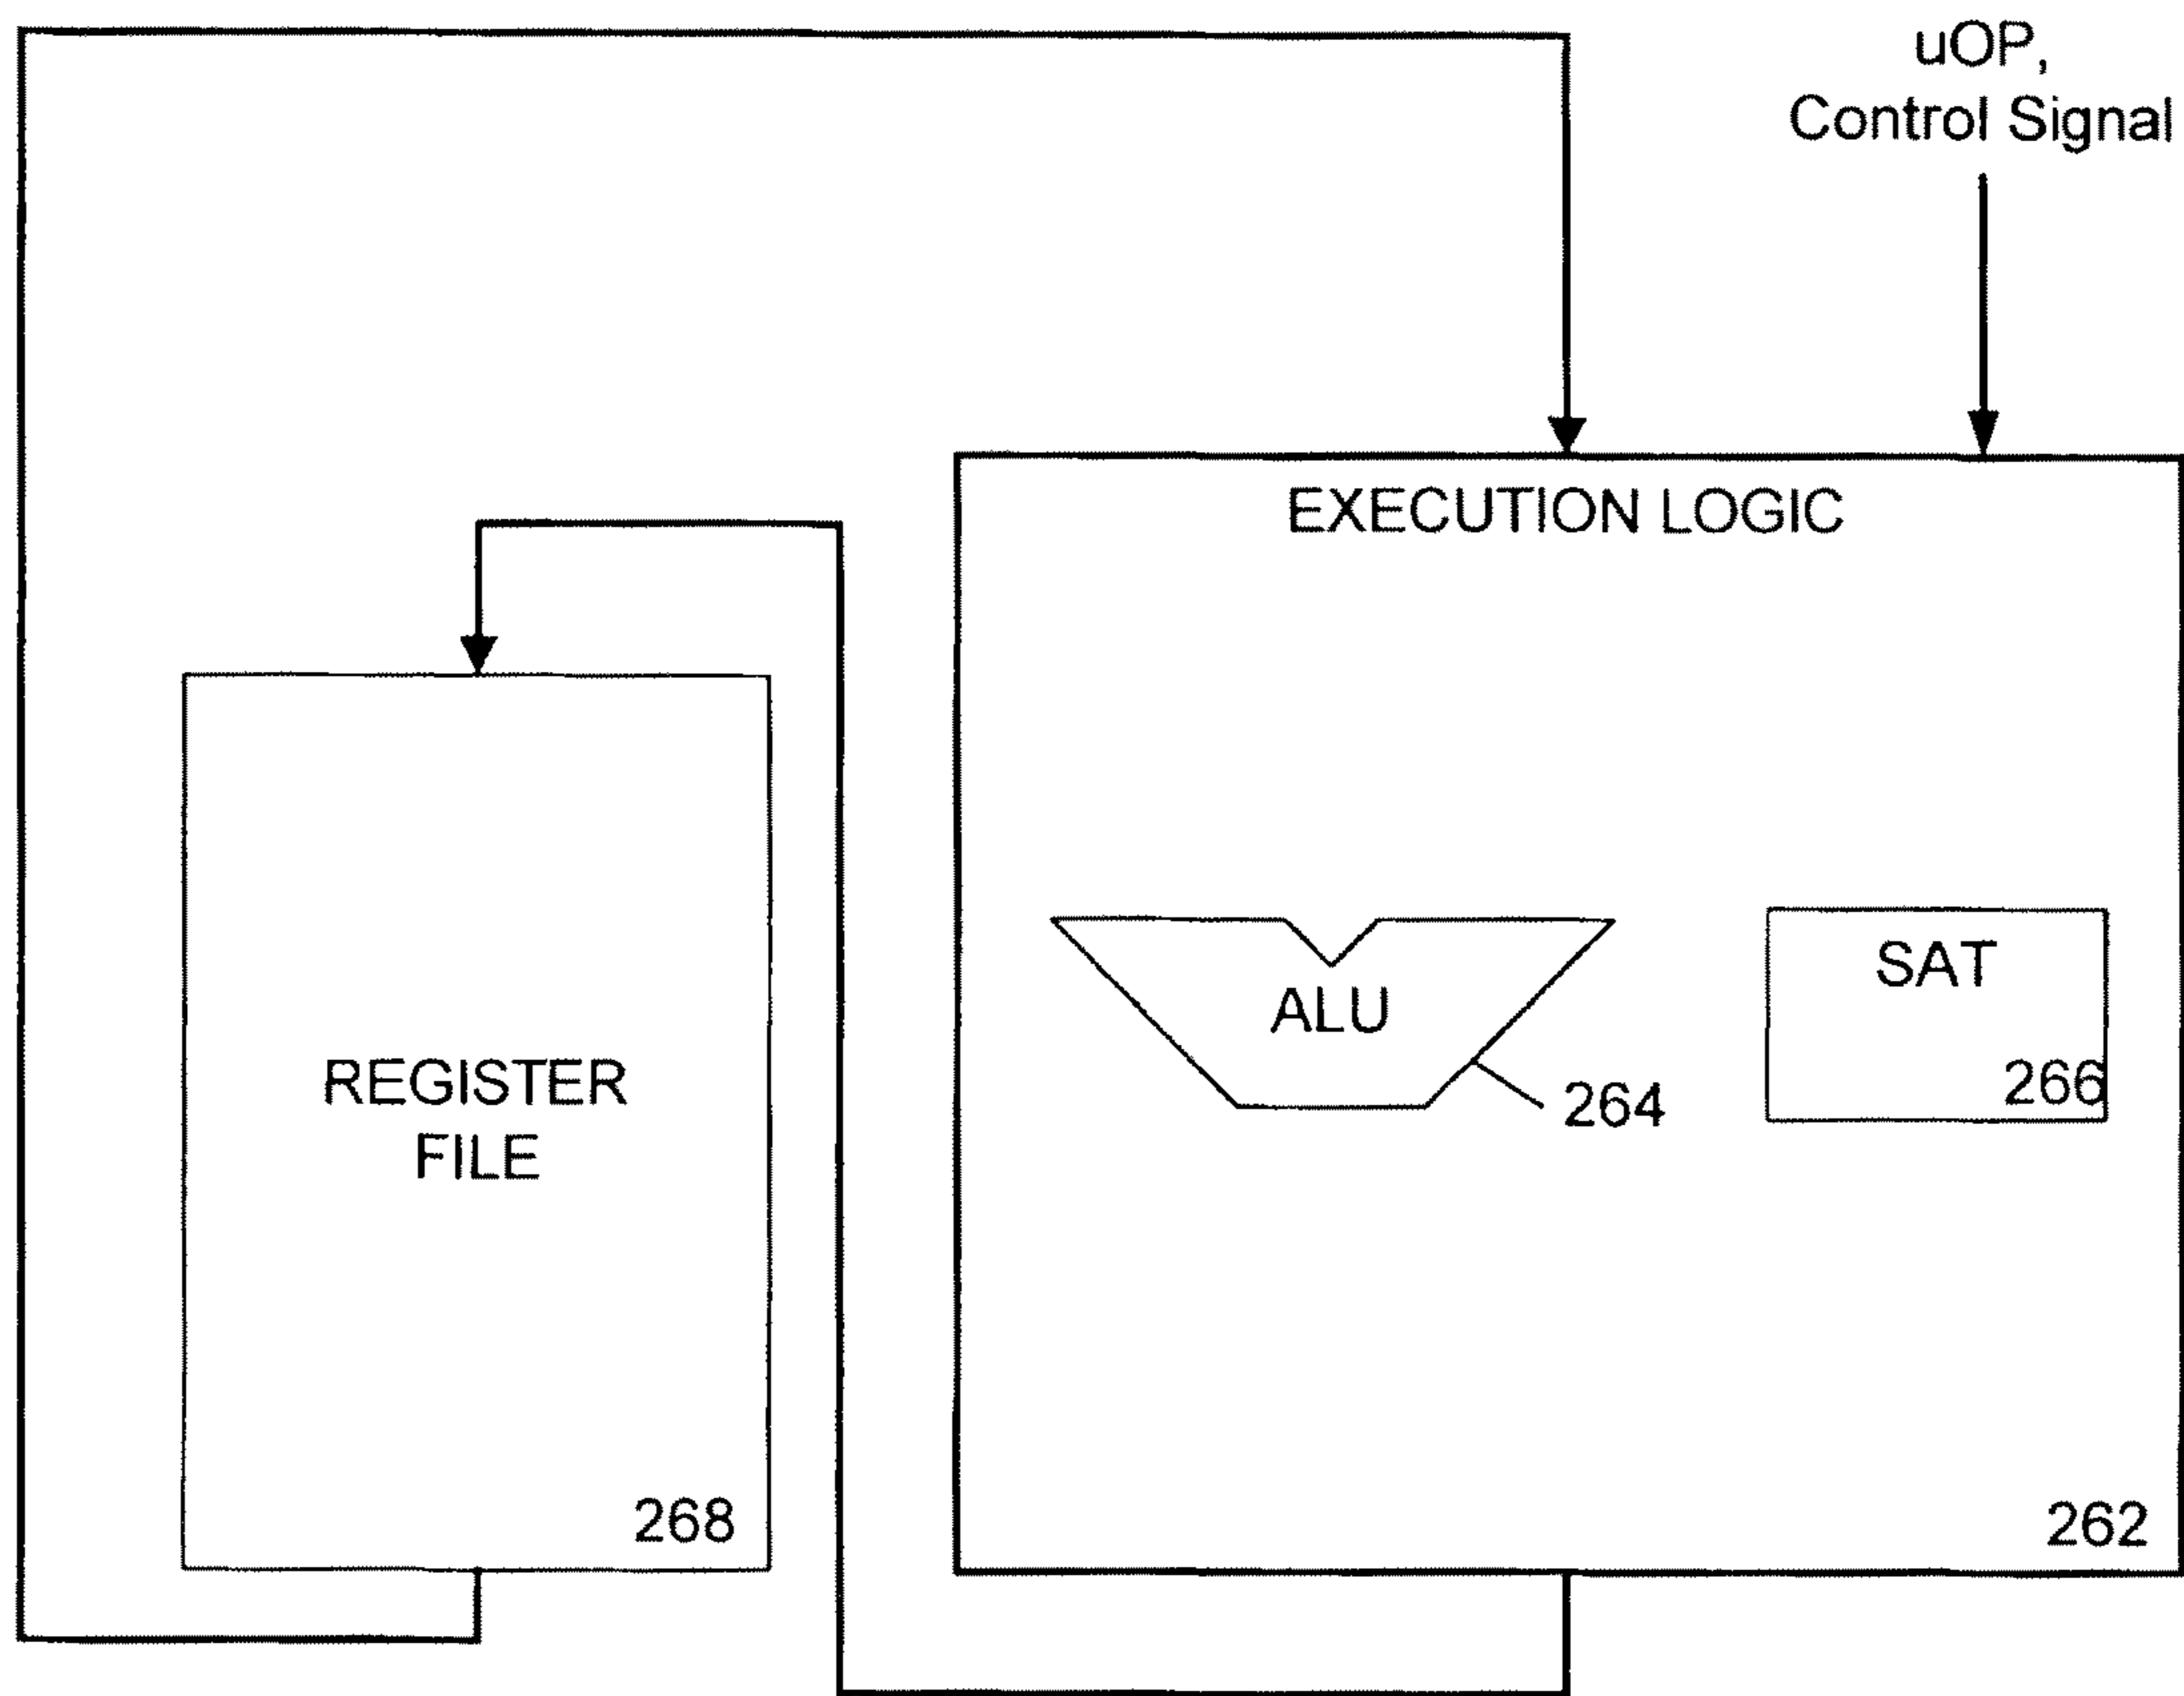 uOP,
Control Signal
EXECUTION LOGIC
ALU
264
SAT
266
REGISTER
FILE
268
262